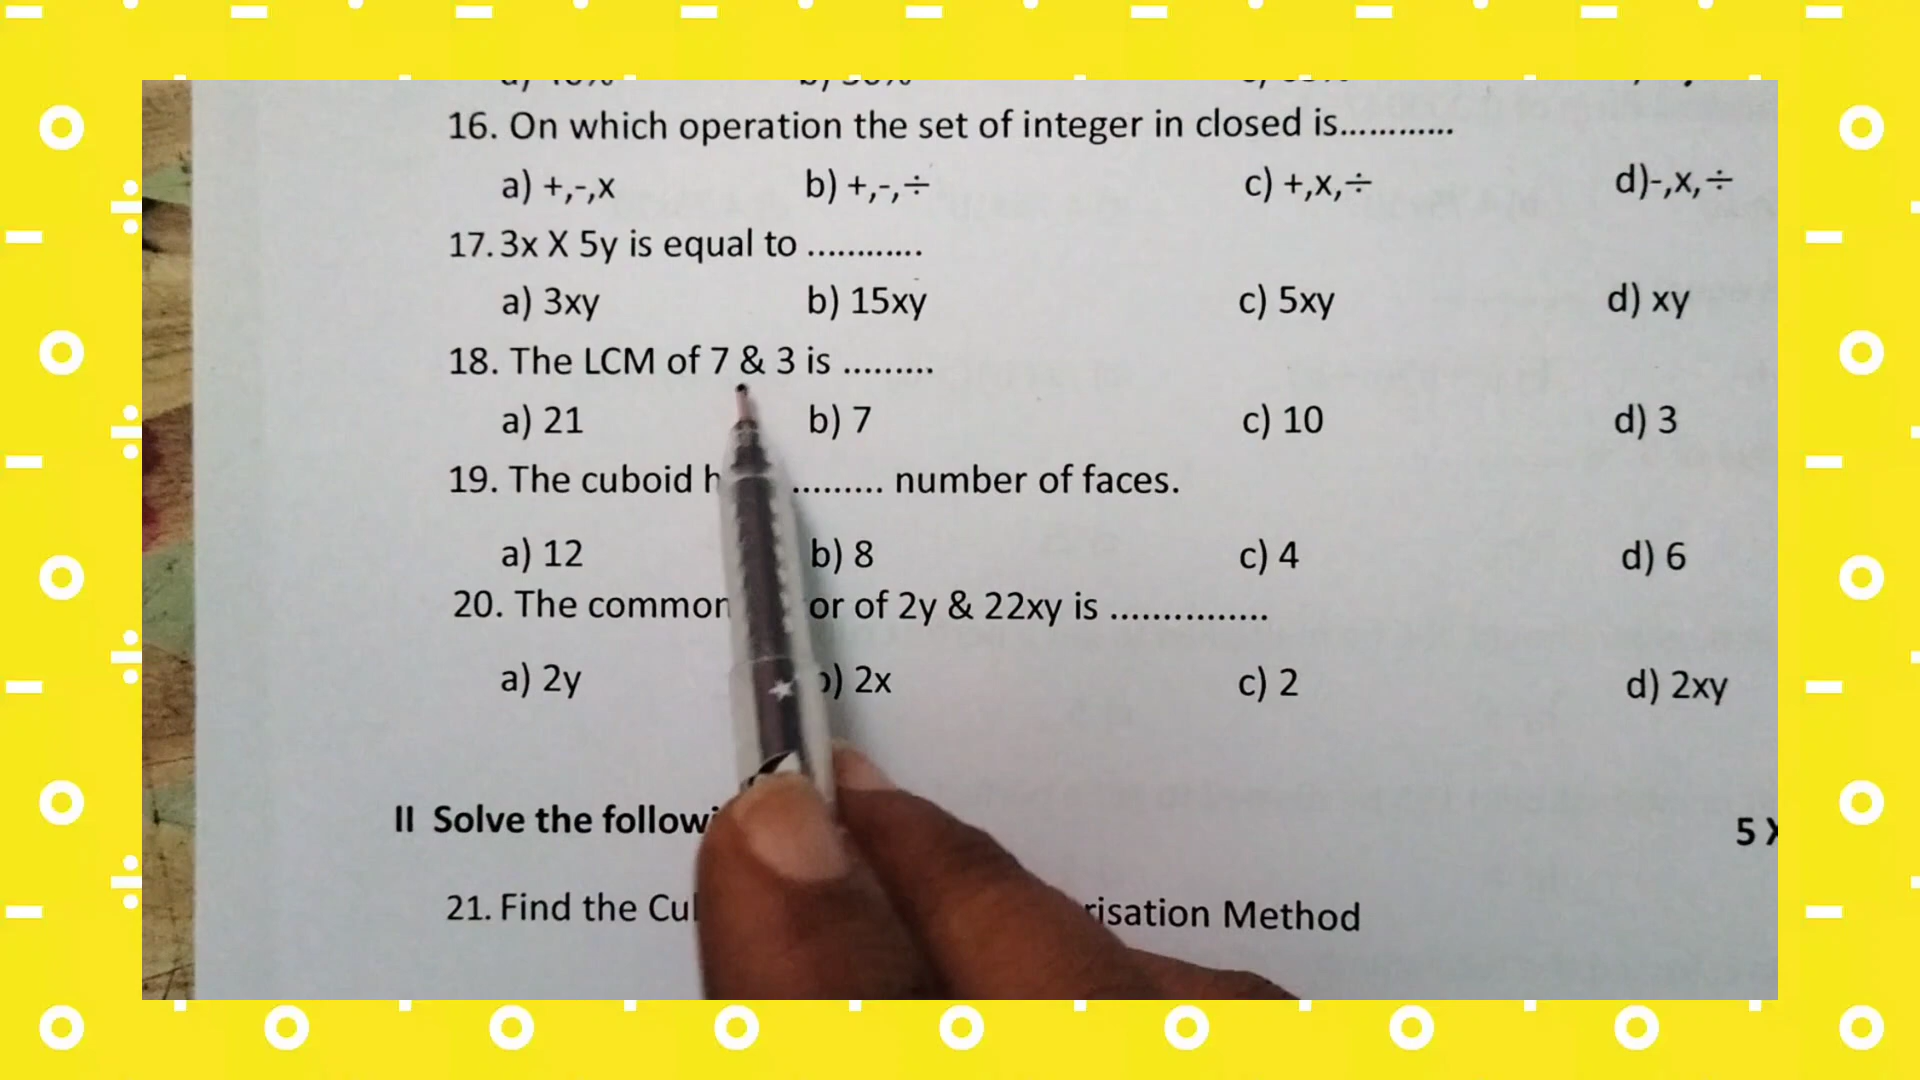 16. On which operation the set of integer in closed is............
a) +,-,x b) +,-,÷ c) +,x,÷ d)-,x,÷
17. 3x X 5y is equal to ............
a) 3xy b) 15xy c) 5xy d) xy
18. The LCM of 7 & 3 is .........
a) 21 b) 7 c) 10 d) 3
19. The cuboid ......... number of faces.
a) 12 b) 8 c) 4 d) 6
20. The common of 2y & 22xy is ...............
a) 2y b) 2x c) 2 d) 2xy
II Solve the 5
21. Find the Method